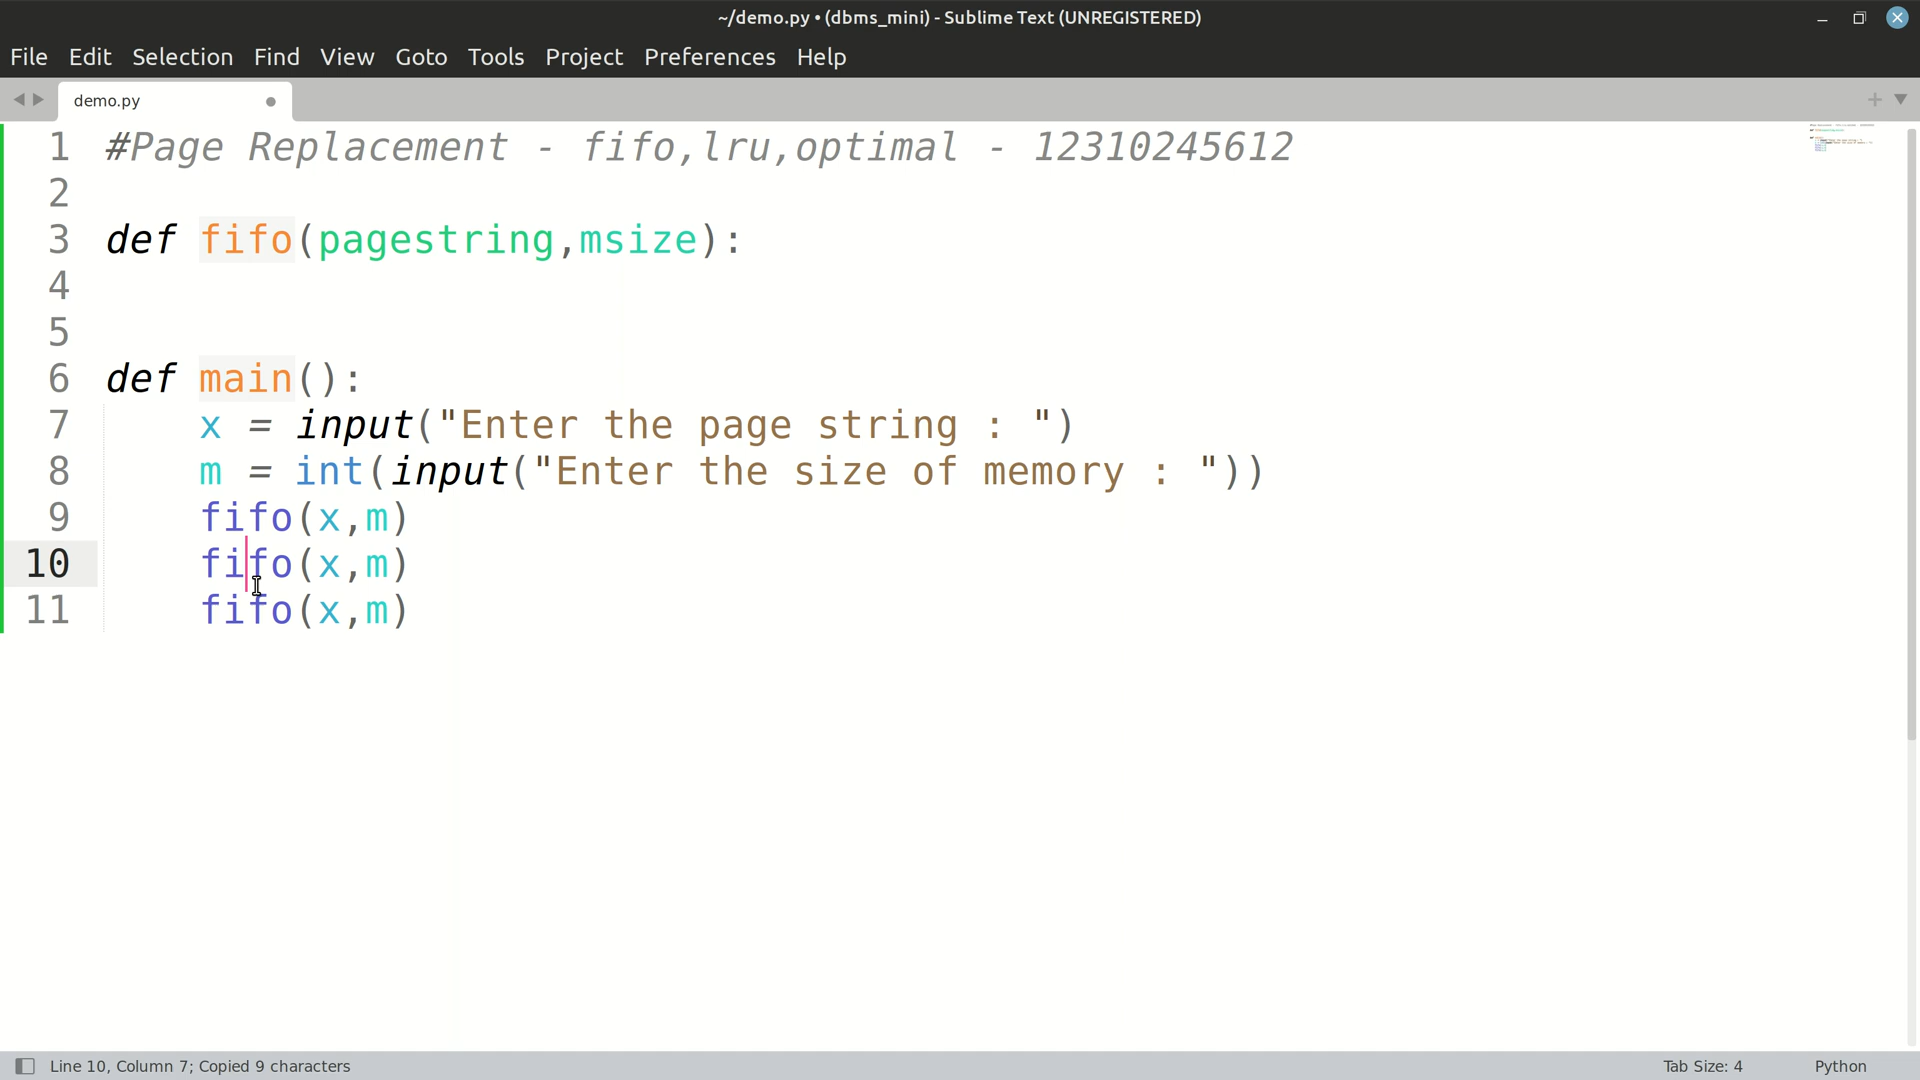 ~/demo.py • (dbms_mini) - Sublime Text (UNREGISTERED)
File Edit Selection Find View Goto Tools Project Preferences Help
demo.py
1 #Page Replacement - fifo,lru,optimal - 12310245612
2
3 def fifo(pagestring,msize):
4
5
6 def main():
7 x = input("Enter the page string : ")
8 m = int(input("Enter the size of memory : "))
9 fifo(x,m)
10 fifo(x,m)
11 fifo(x,m)
Line 10, Column 7; Copied 9 characters
Tab Size: 4
Python